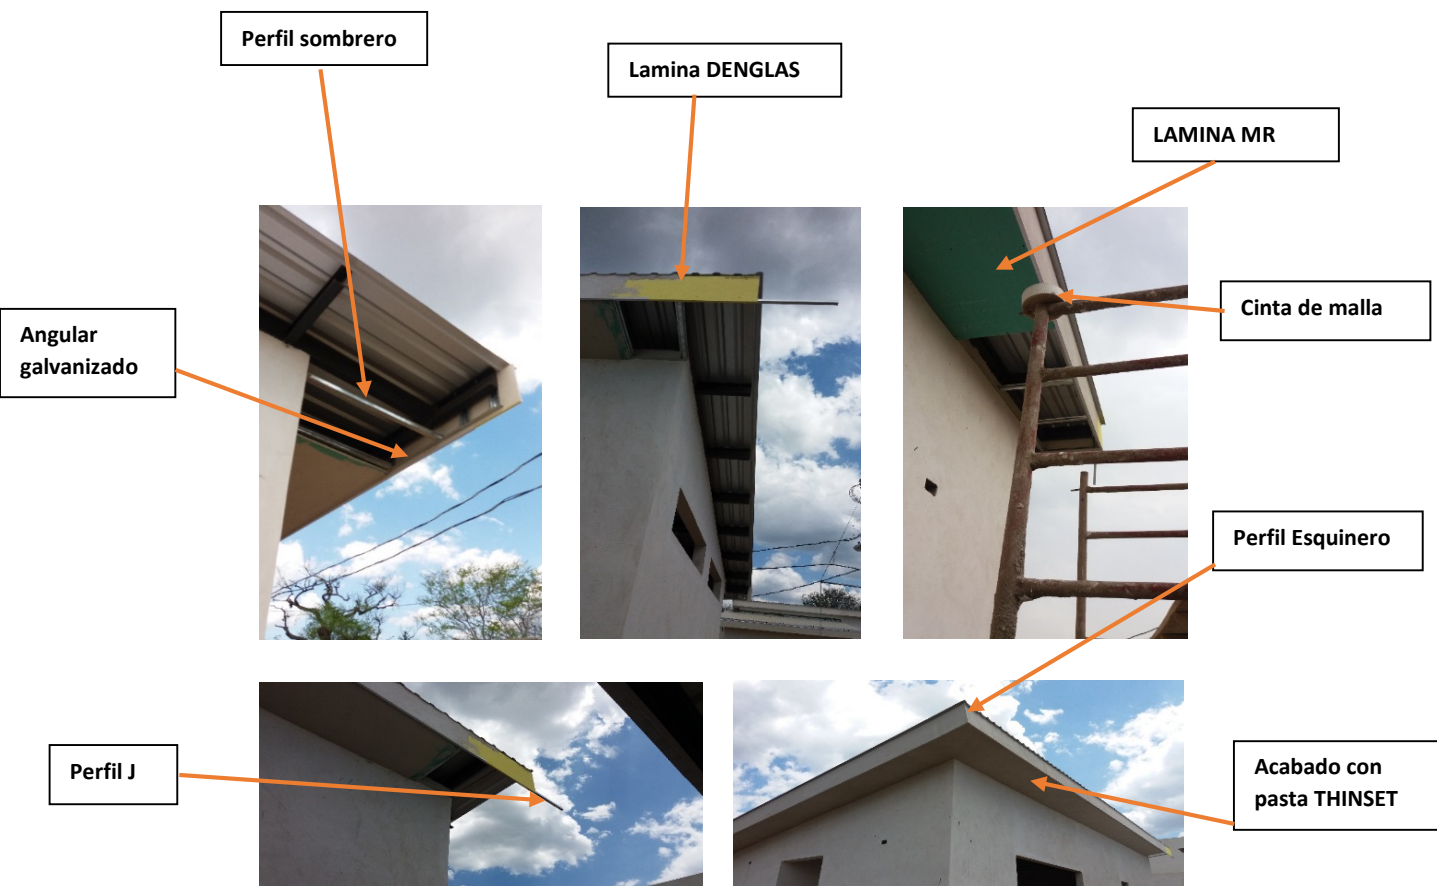 Perfil sombrero
Lamina DENGLAS
LAMINA MR
Cinta de malla
Angular
galvanizado
Perfil Esquinero
Perfil J
Acabado con
pasta THINSET